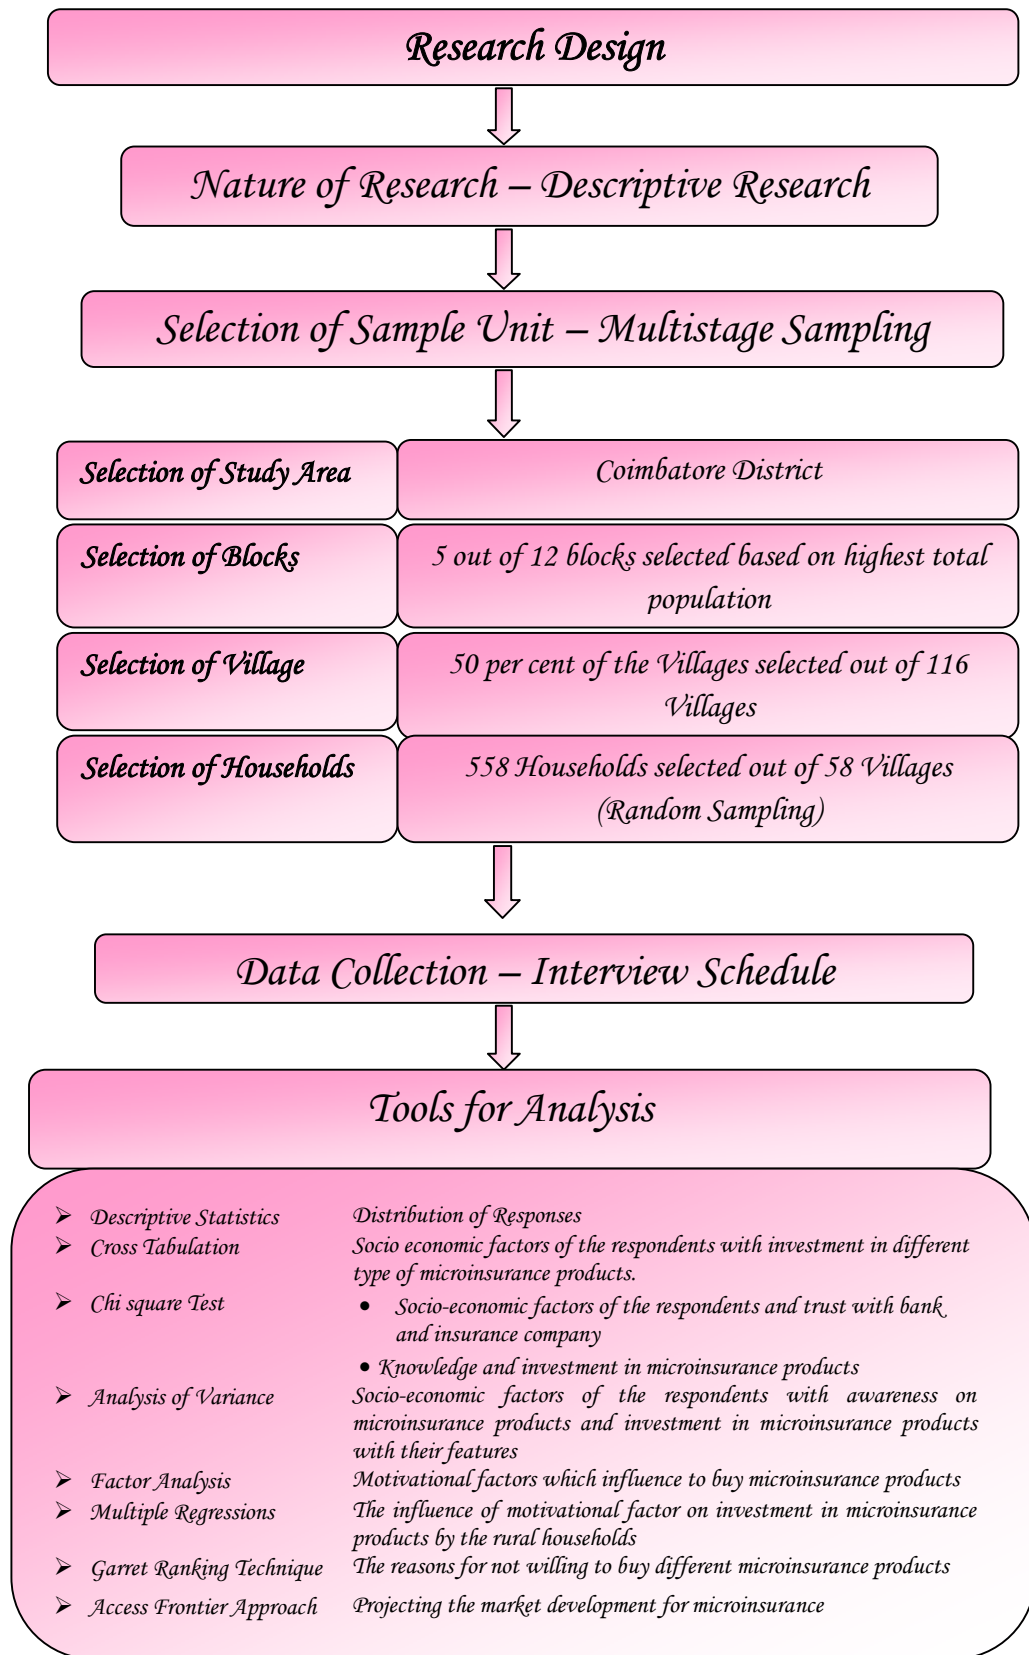 Research Design
Nature of Research – Descriptive Research
Selection of Sample Unit – Multistage Sampling
Selection of Study Area
Coimbatore District
Selection of Blocks
5 out of 12 blocks selected based on highest total
population
Selection of Village
50 per cent of the Villages selected out of 116
Villages
Selection of Households
558 Households selected out of 58 Villages
(Random Sampling)
Data Collection – Interview Schedule
Tools for Analysis
➢ Descriptive Statistics
Distribution of Responses
➢ Cross Tabulation
Socio economic factors of the respondents with investment in different
type of microinsurance products.
➢ Chi square Test
• Socio-economic factors of the respondents and trust with bank
and insurance company
• Knowledge and investment in microinsurance products
➢ Analysis of Variance
Socio-economic factors of the respondents with awareness on
microinsurance products and investment in microinsurance products
with their features
➢ Factor Analysis
Motivational factors which influence to buy microinsurance products
➢ Multiple Regressions
The influence of motivational factor on investment in microinsurance
products by the rural households
➢ Garret Ranking Technique
The reasons for not willing to buy different microinsurance products
➢ Access Frontier Approach
Projecting the market development for microinsurance